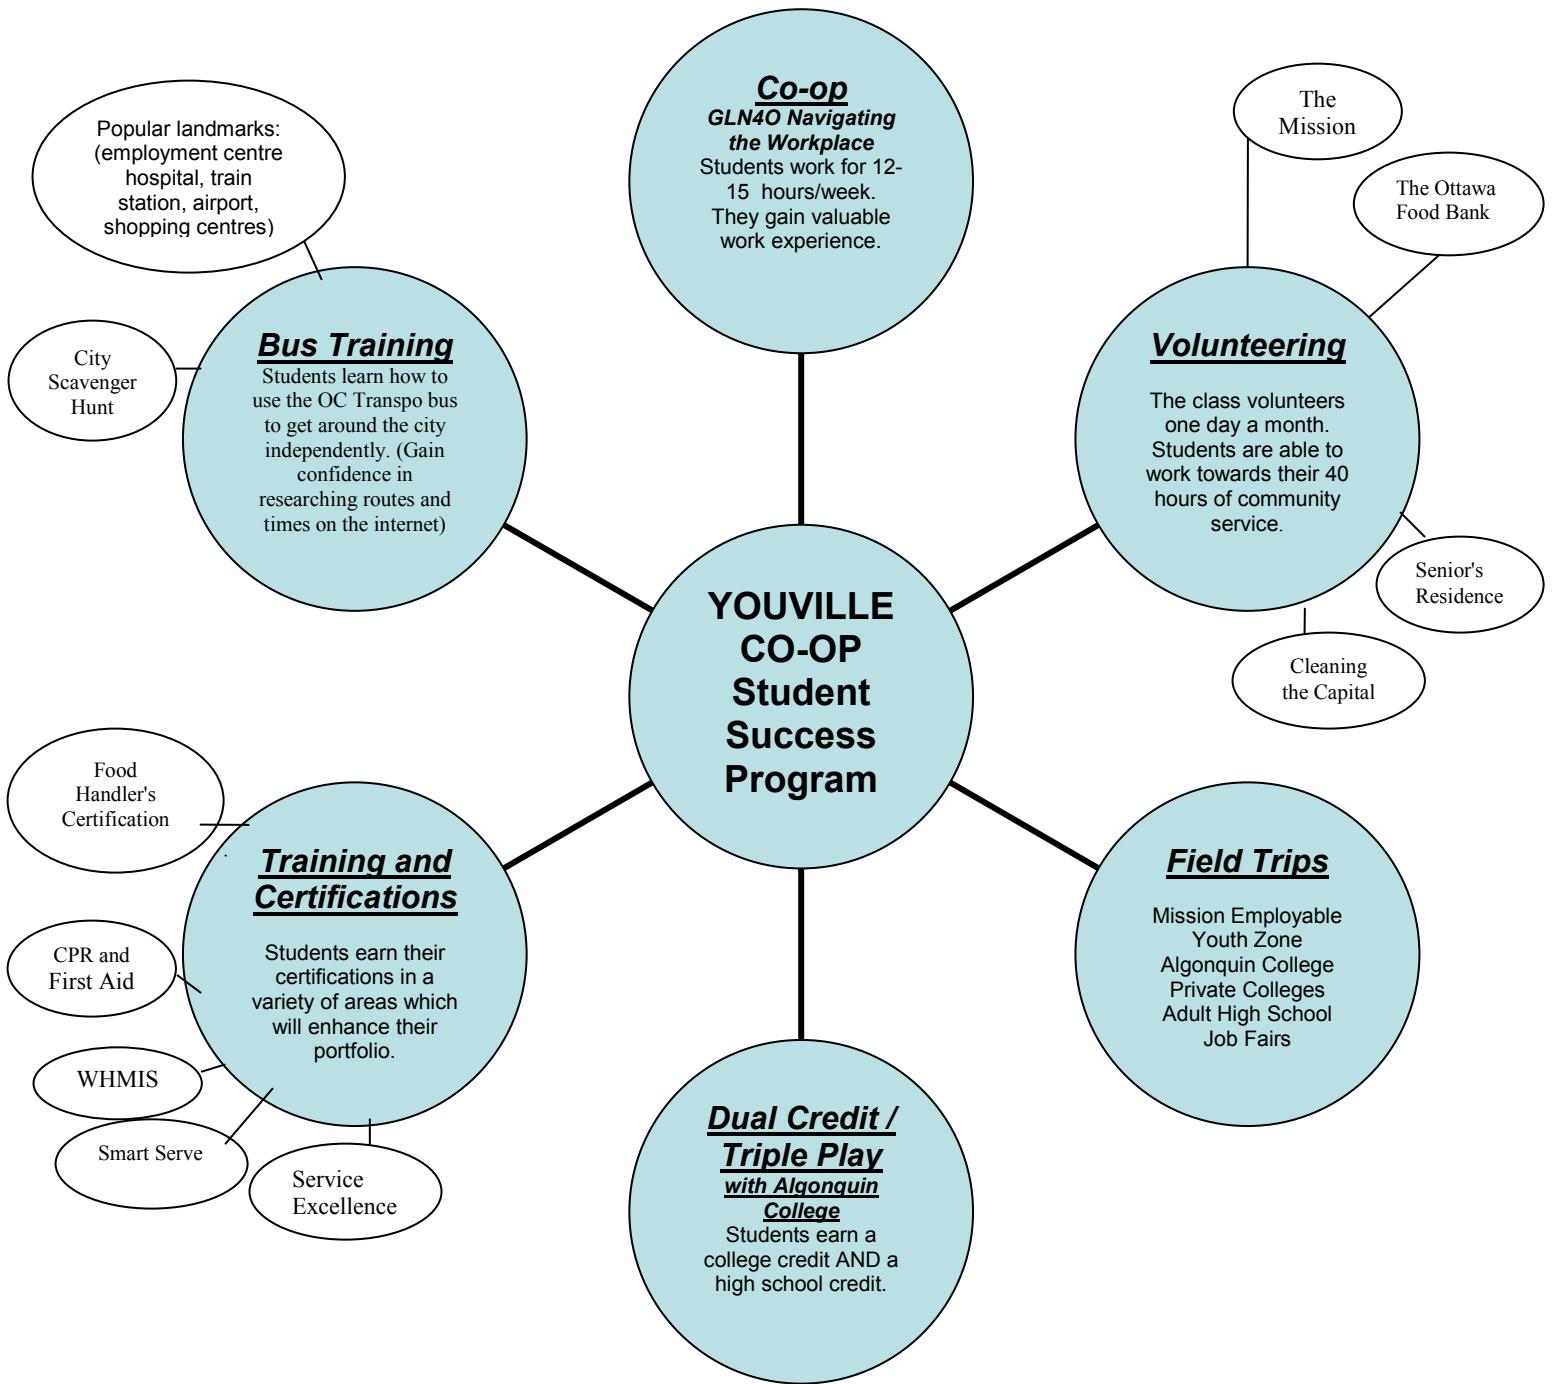 Co-op
GLN4O Navigating
the Workplace
Students work for 12-
15 hours/week.
They gain valuable
work experience.
Popular landmarks:
(employment centre
hospital, train
station, airport,
shopping centres)
City
Scavenger
Hunt
Bus Training
Students learn how to
use the OC Transpo bus
to get around the city
independently. (Gain
confidence in
researching routes and
times on the internet)
The
Mission
The Ottawa
Food Bank
Volunteering
The class volunteers
one day a month.
Students are able to
work towards their 40
hours of community
service.
Senior's
Residence
Cleaning
the Capital
YOUVILLE
CO-OP
Student
Success
Program
Food
Handler's
Certification
Training and
Certifications
Students earn their
certifications in a
variety of areas which
will enhance their
portfolio.
CPR and
First Aid
WHMIS
Smart Serve
Service
Excellence
Field Trips
Mission Employable
Youth Zone
Algonquin College
Private Colleges
Adult High School
Job Fairs
Dual Credit /
Triple Play
with Algonquin
College
Students earn a
college credit AND a
high school credit.